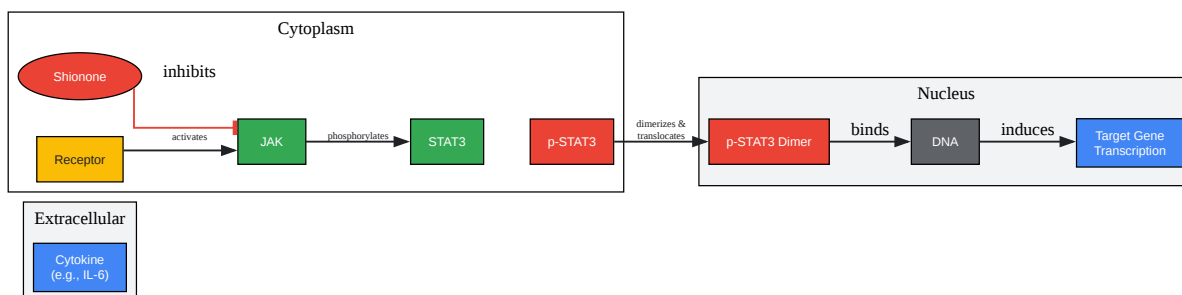 Cytoplasm
Shionone
inhibits
activates
Receptor
JAK
phosphorylates
STAT3
p-STAT3
dimerizes &
translocates
Nucleus
p-STAT3 Dimer
binds
DNA
induces
Target Gene
Transcription
Extracellular
Cytokine
(e.g., IL-6)